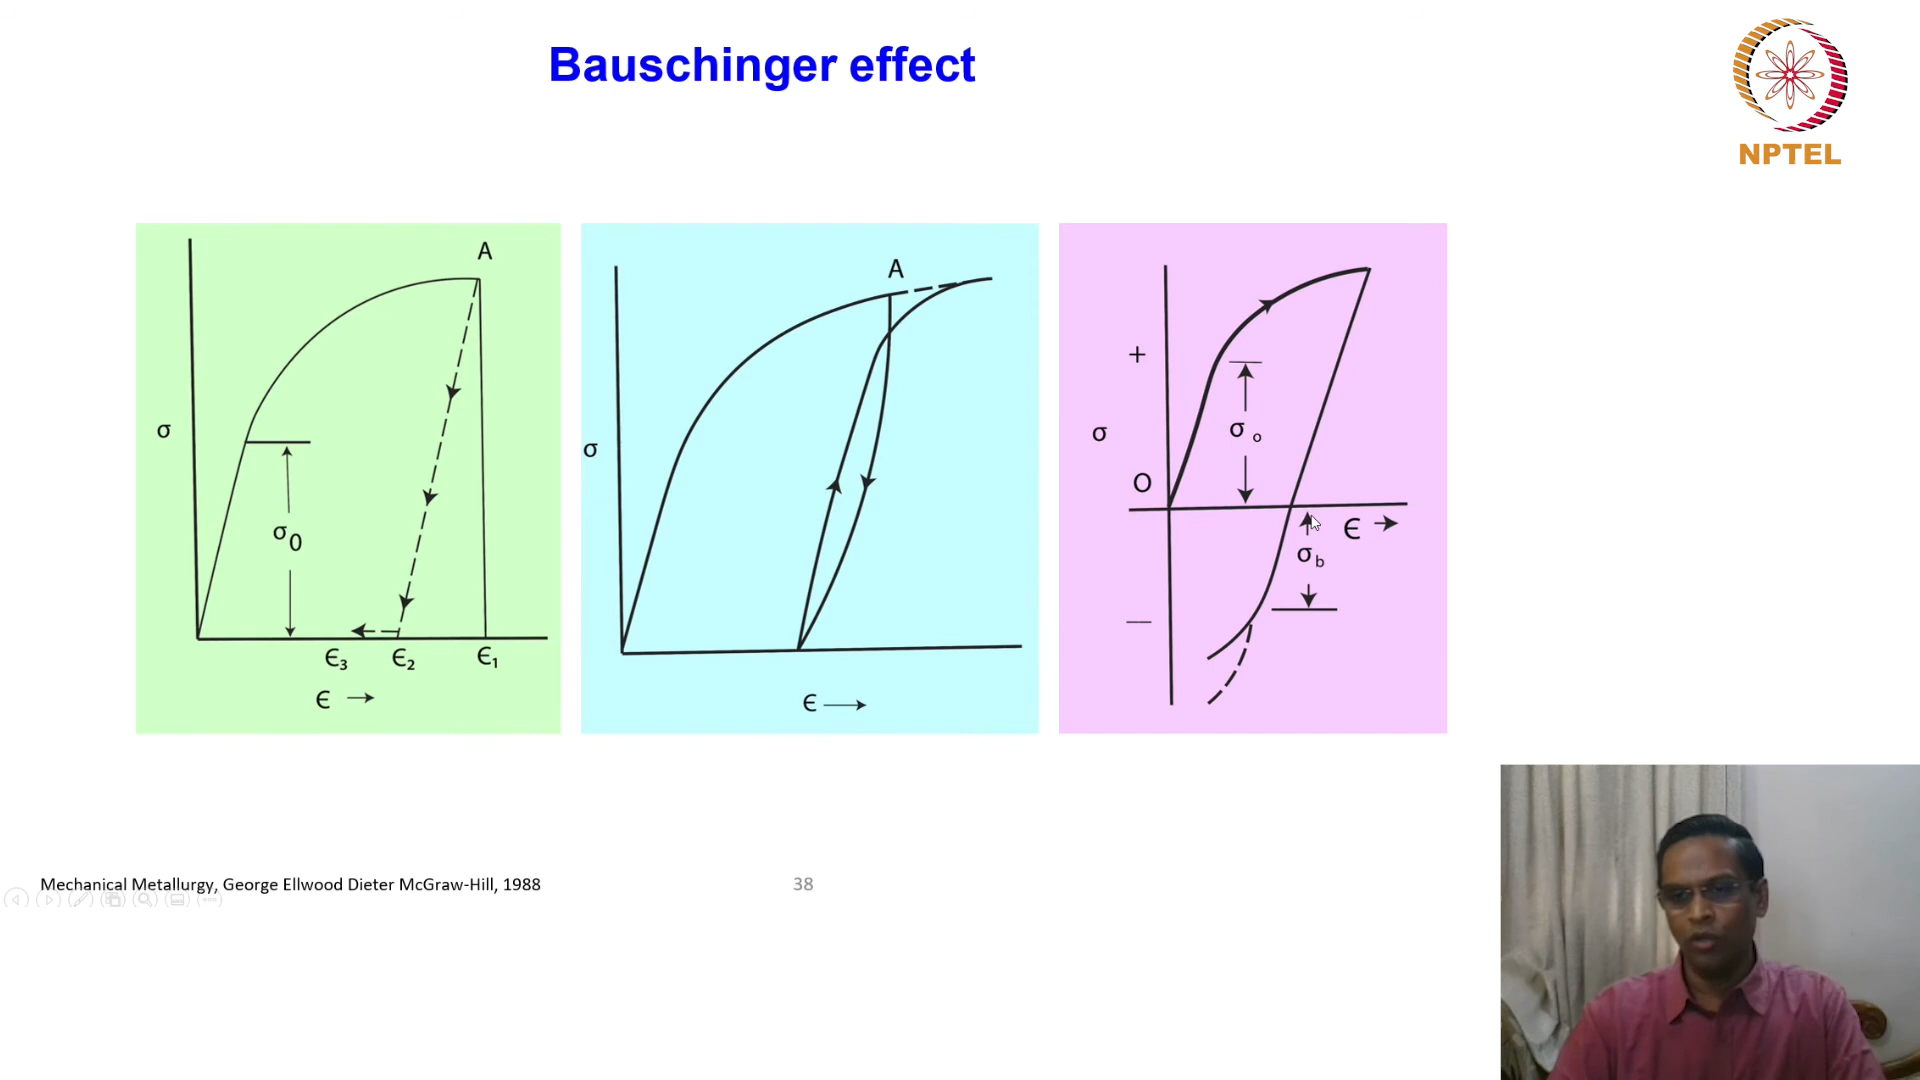 Bauschinger effect
NPTEL
A
σ
σ0
ϵ3 ϵ2 ϵ1
ϵ →
A
σ
ϵ →
+
σ
σo
O
ϵ →
σb
—
Mechanical Metallurgy, George Ellwood Dieter McGraw-Hill, 1988
38